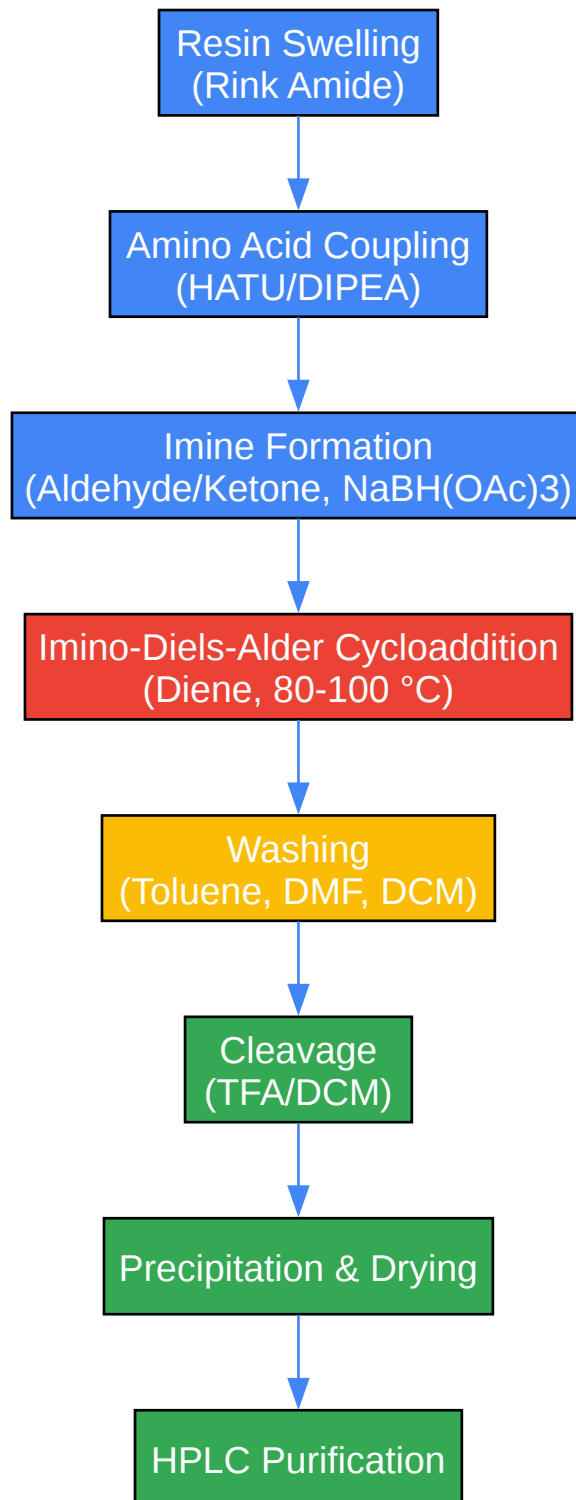 Resin Swelling
(Rink Amide)
Amino Acid Coupling
(HATU/DIPEA)
Imine Formation
(Aldehyde/Ketone, NaBH(OAc)3)
Imino-Diels-Alder Cycloaddition
(Diene, 80-100 °C)
Washing
(Toluene, DMF, DCM)
Cleavage
(TFA/DCM)
Precipitation & Drying
HPLC Purification